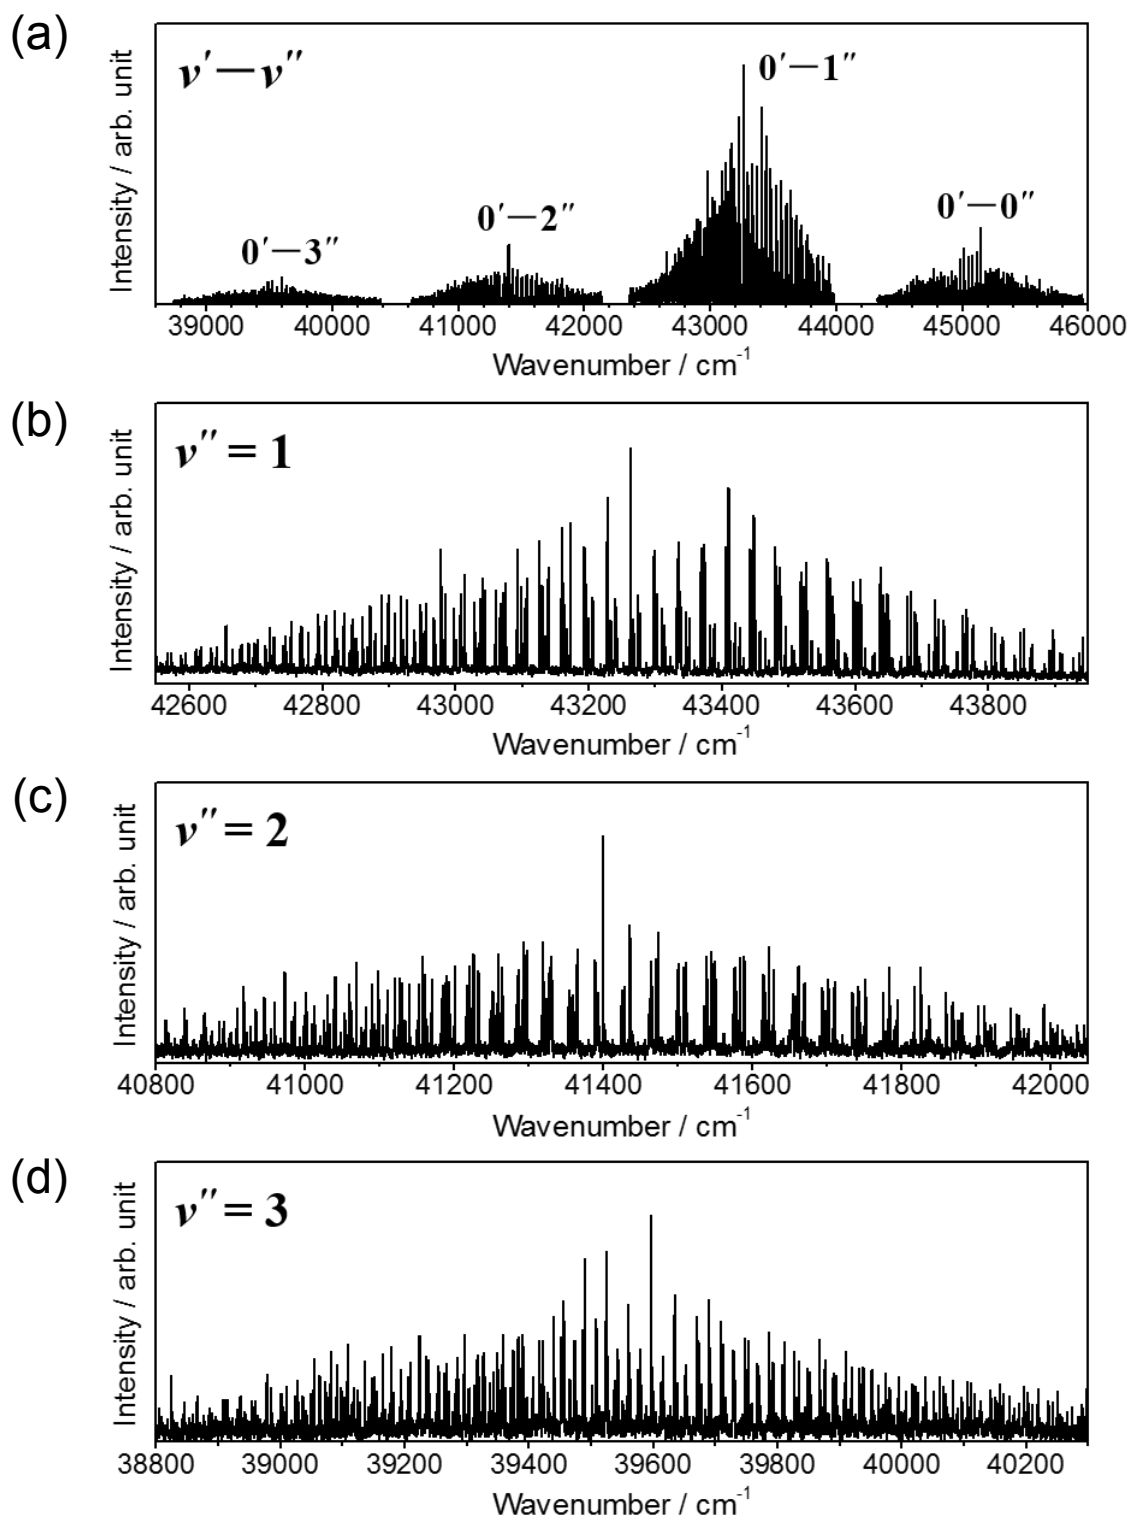 (a)
ν′—ν″
0′—3″
0′—2″
0′—1″
0′—0″
Intensity / arb. unit
39000 40000 41000 42000 43000 44000 45000 46000
Wavenumber / cm⁻¹
(b)
ν″ = 1
Intensity / arb. unit
42600 42800 43000 43200 43400 43600 43800
Wavenumber / cm⁻¹
(c)
ν″ = 2
Intensity / arb. unit
40800 41000 41200 41400 41600 41800 42000
Wavenumber / cm⁻¹
(d)
ν″ = 3
Intensity / arb. unit
38800 39000 39200 39400 39600 39800 40000 40200
Wavenumber / cm⁻¹